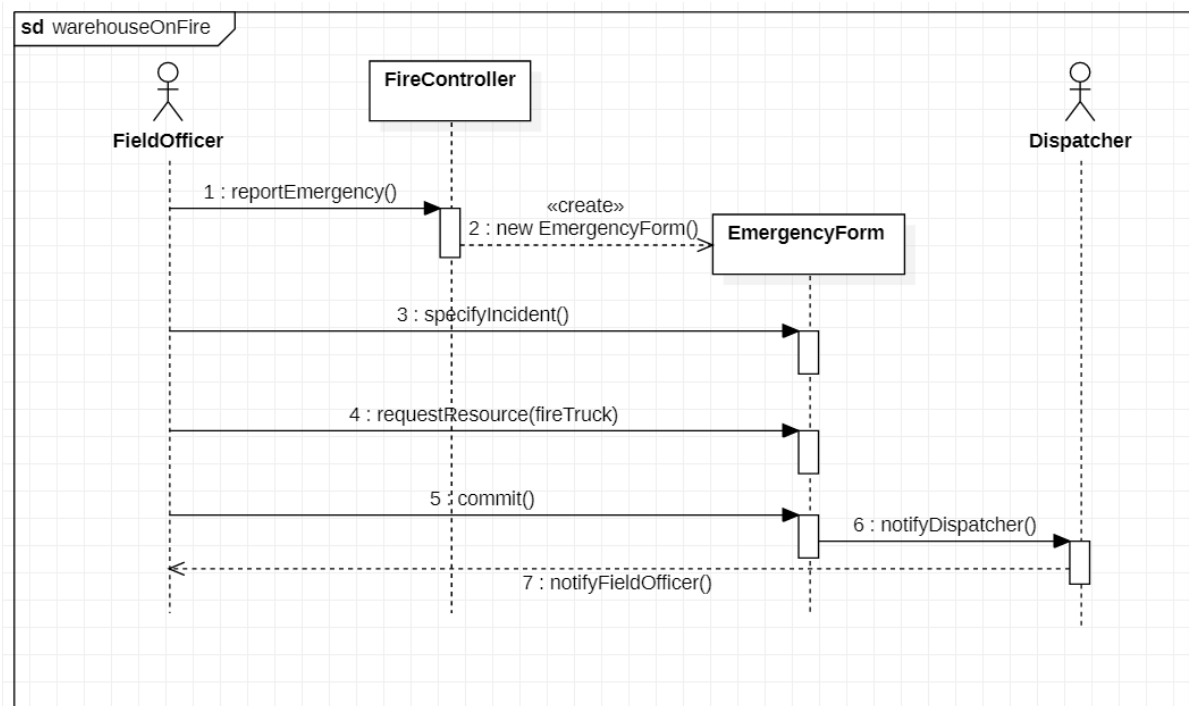 sd warehouseOnFire
FireController
FieldOfficer
Dispatcher
1 : reportEmergency()
«create»
2 : new EmergencyForm()
EmergencyForm
3 : specifyIncident()
4 : requestResource(fireTruck)
5 : commit()
6 : notifyDispatcher()
7 : notifyFieldOfficer()